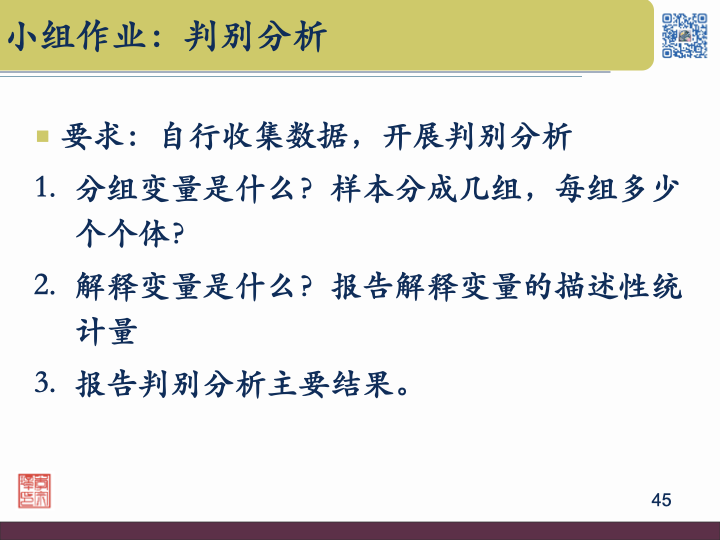 小组作业：判别分析
要求：自行收集数据，开展判别分析
1. 分组变量是什么？样本分成几组，每组多少
个个体？
2. 解释变量是什么？报告解释变量的描述性统
计量
3. 报告判别分析主要结果。
45